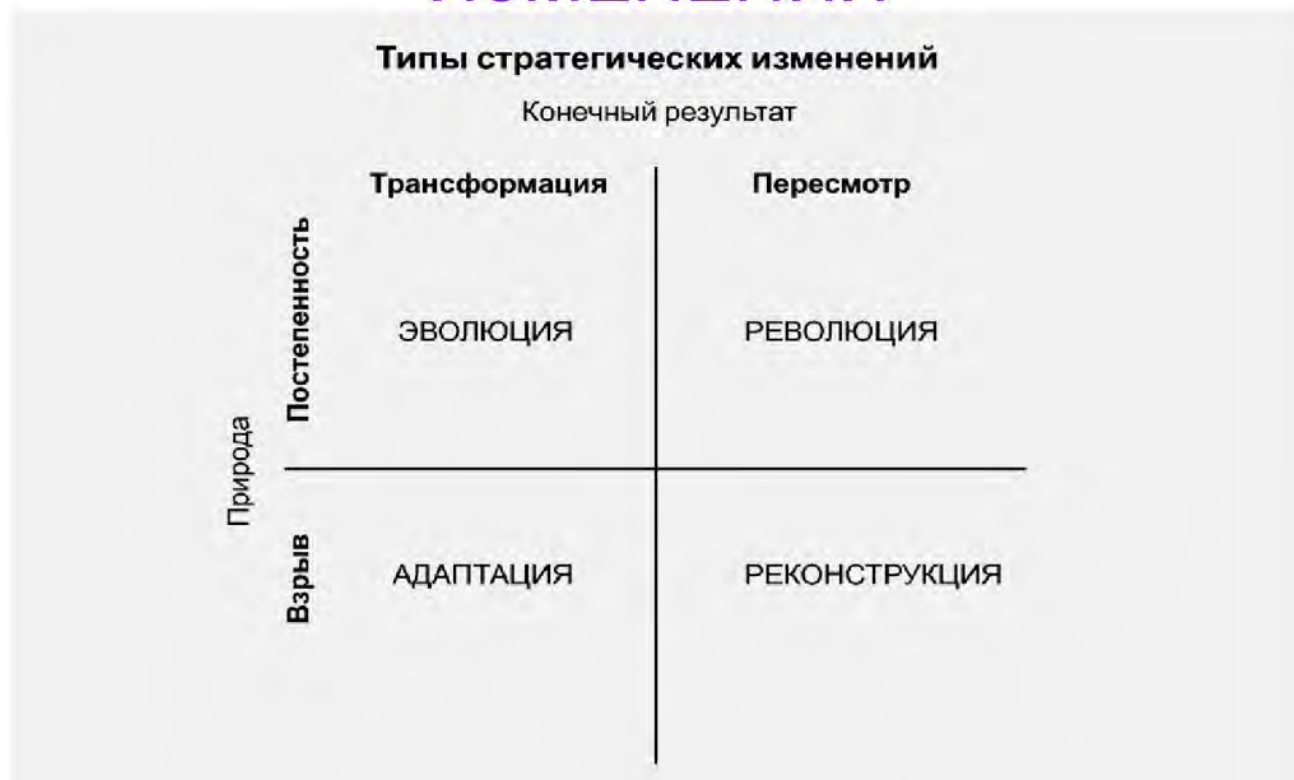 Типы стратегических изменений
Конечный результат
Трансформация
Пересмотр
Постепенность
ЭВОЛЮЦИЯ
РЕВОЛЮЦИЯ
Природа
Взрыв
АДАПТАЦИЯ
РЕКОНСТРУКЦИЯ